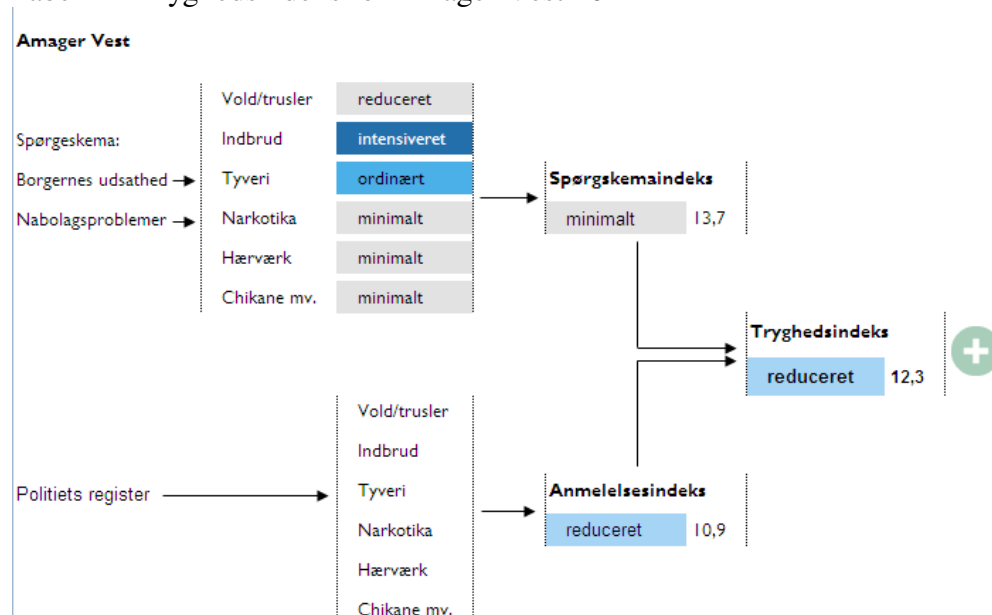 Amager Vest
Vold/trusler reduceret
Spørgeskema: Indbrud intensiveret
Borgernes udsathed Tyveri ordinært
Nabolagsproblemer Narkotika minimalt
Hærværk minimalt
Chikane mv. minimalt
Spørgskemaindeks
minimalt 13,7
Tryghedsindeks
reduceret 12,3
Vold/trusler
Indbrud
Politiets register Tyveri
Narkotika
Hærværk
Chikane mv.
Anmelelsesindeks
reduceret 10,9